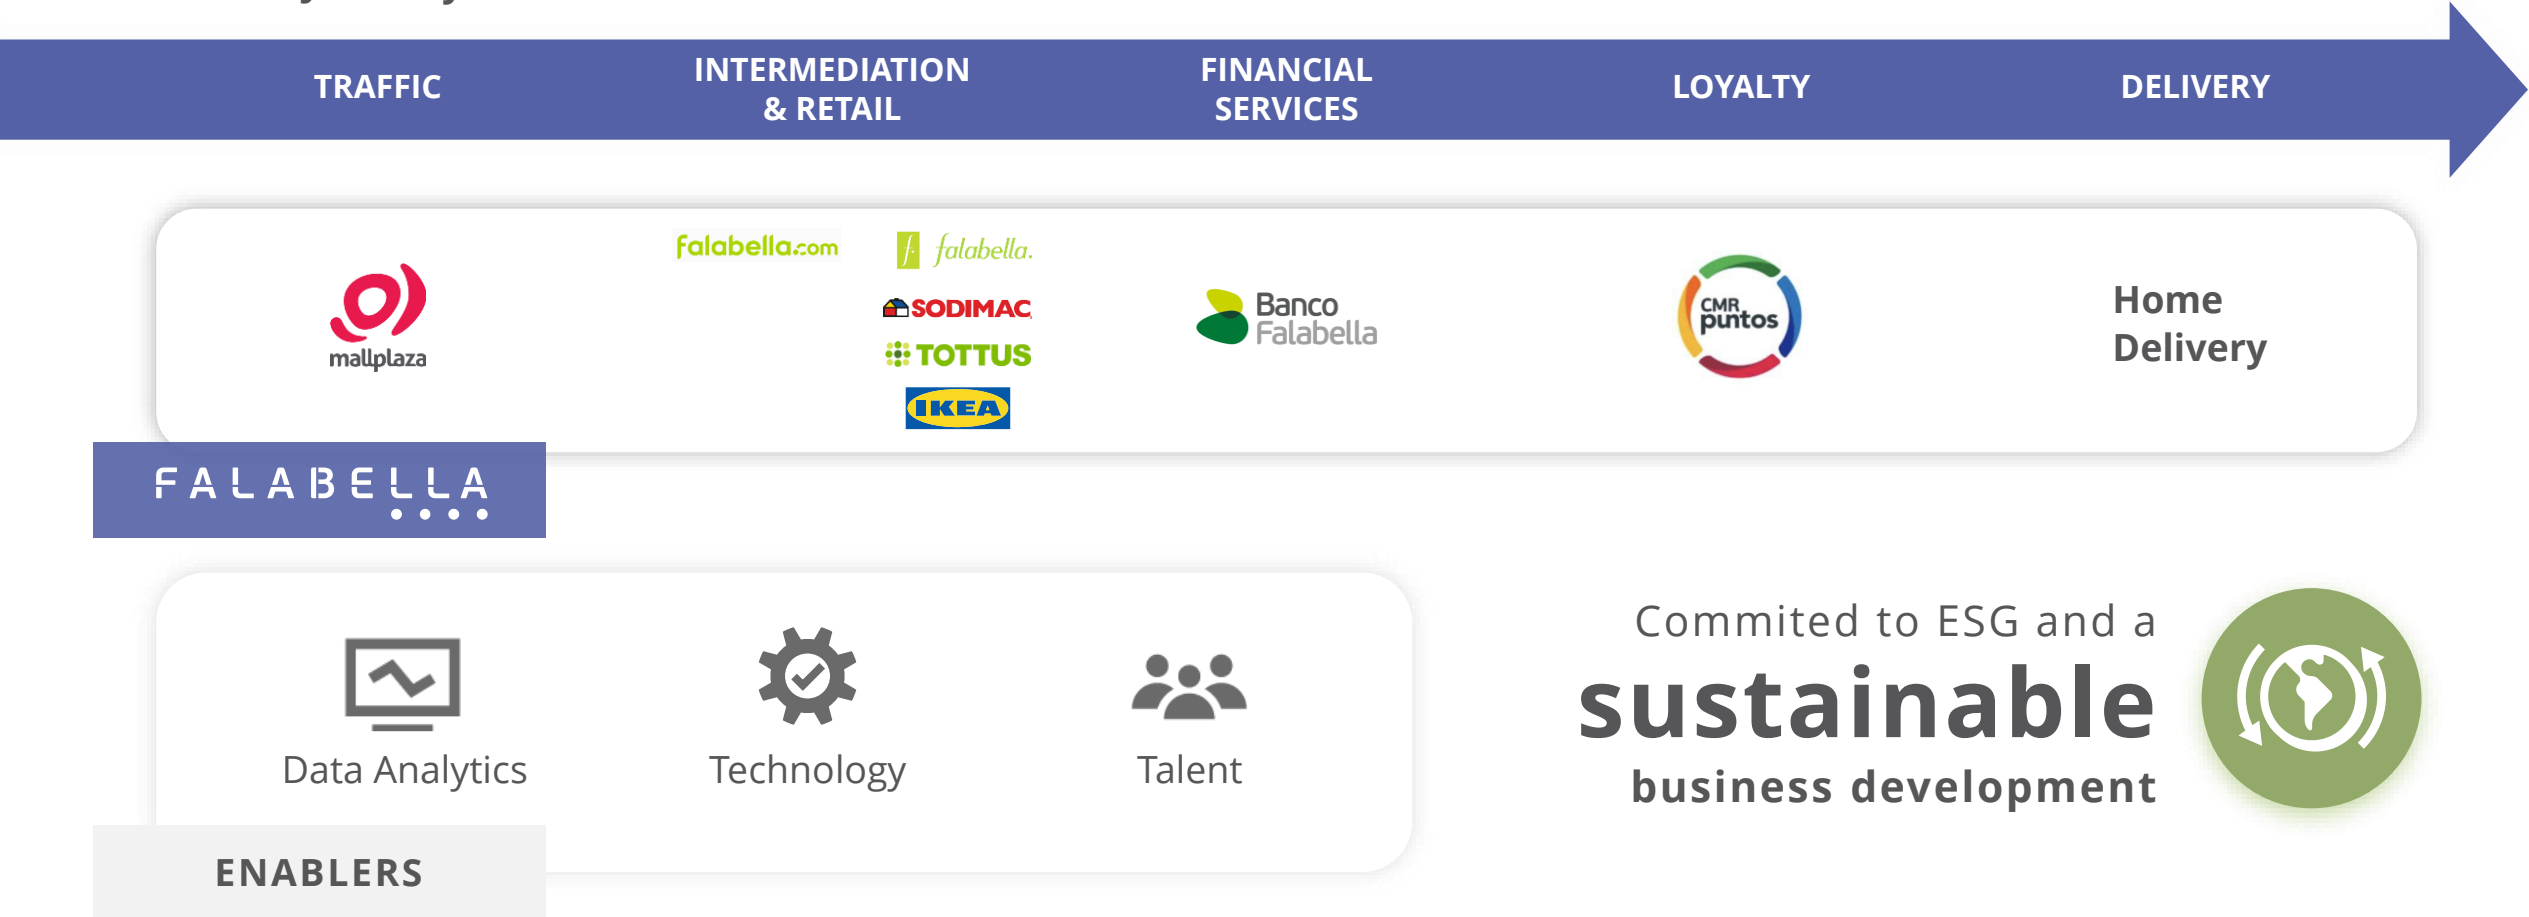 TRAFFIC
INTERMEDIATION
& RETAIL
FINANCIAL
SERVICES
LOYALTY
DELIVERY
mallplaza
falabella.com
f. falabella.
SODIMAC
TOTTUS
IKEA
Banco
Falabella
CMR
puntos
Home
Delivery
FALABELLA
Data Analytics
Technology
Talent
ENABLERS
Commited to ESG and a
sustainable
business development